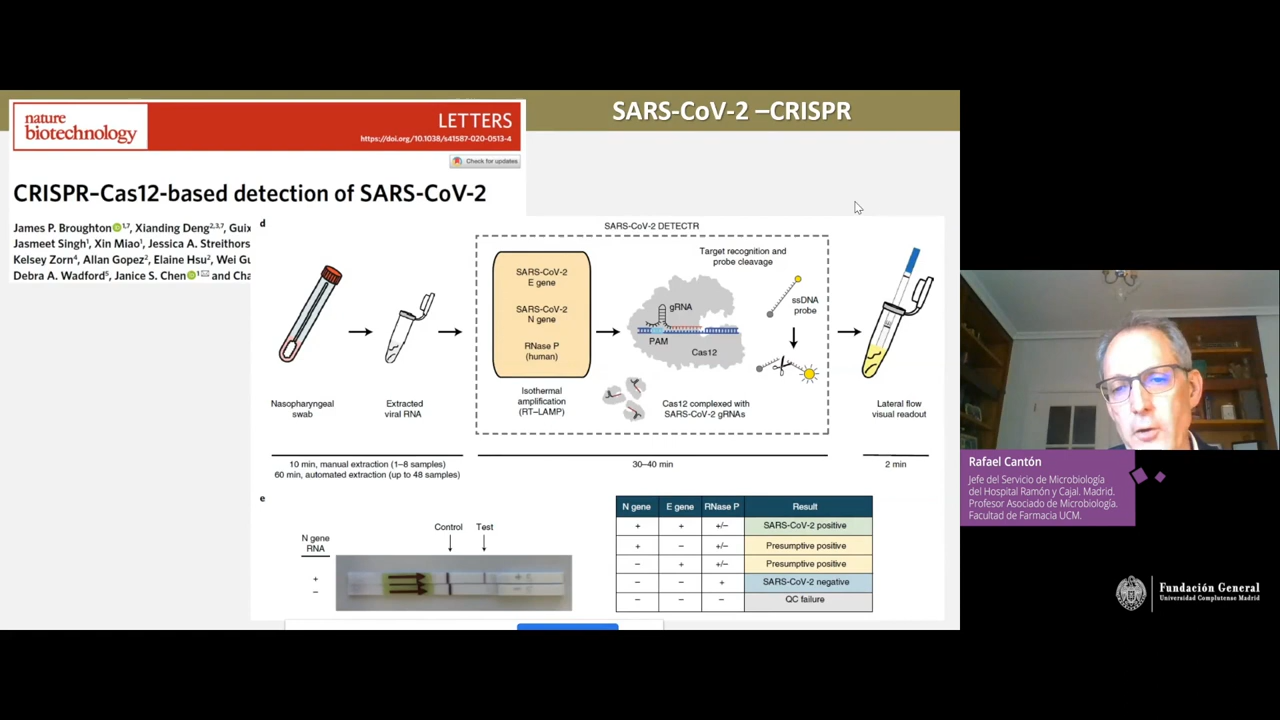 SARS-CoV-2 –CRISPR
nature
biotechnology
LETTERS
https://doi.org/10.1038/s41587-020-0513-4
Check for updates
CRISPR–Cas12-based detection of SARS-CoV-2
James P. Broughton 1,7, Xianding Deng2,3,7, Guix
Jasmeet Singh1, Xin Miao1, Jessica A. Streithors
Kelsey Zorn4, Allan Gopez2, Elaine Hsu2, Wei Gu
Debra A. Wadford5, Janice S. Chen 1 and Cha
d
SARS-CoV-2 DETECTR
SARS-CoV-2
E gene
SARS-CoV-2
N gene
RNase P
(human)
Target recognition and
probe cleavage
gRNA
PAM
Cas12
ssDNA
probe
Nasopharyngeal
swab
Extracted
viral RNA
Isothermal
amplification
(RT–LAMP)
Cas12 complexed with
SARS-CoV-2 gRNAs
Lateral flow
visual readout
10 min, manual extraction (1–8 samples)
60 min, automated extraction (up to 48 samples)
30–40 min
2 min
e
Control Test
N gene
RNA
+
–
N gene E gene RNase P Result
+ + +/– SARS-CoV-2 positive
+ – +/– Presumptive positive
– + +/– Presumptive positive
– – + SARS-CoV-2 negative
– – – QC failure
Rafael Cantón
Jefe del Servicio de Microbiología
del Hospital Ramón y Cajal. Madrid.
Profesor Asociado de Microbiología.
Facultad de Farmacia UCM.
Fundación General
Universidad Complutense Madrid